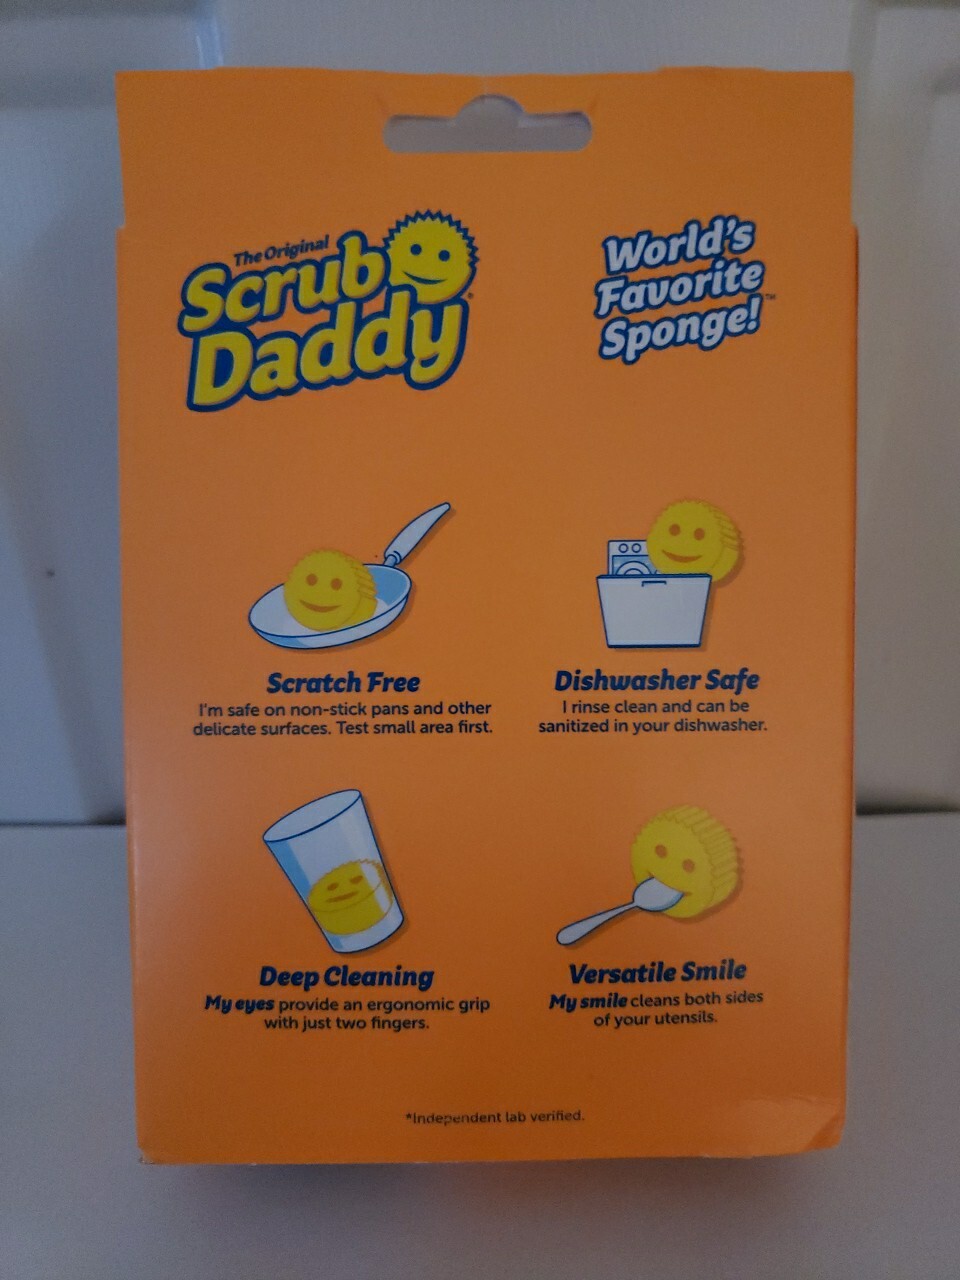 The Original
Scrub
Daddy®
World's
Favorite
Sponge!™
Scratch Free
I'm safe on non-stick pans and other
delicate surfaces. Test small area first.
Dishwasher Safe
I rinse clean and can be
sanitized in your dishwasher.
Deep Cleaning
My eyes provide an ergonomic grip
with just two fingers.
Versatile Smile
My smile cleans both sides
of your utensils.
*Independent lab verified.